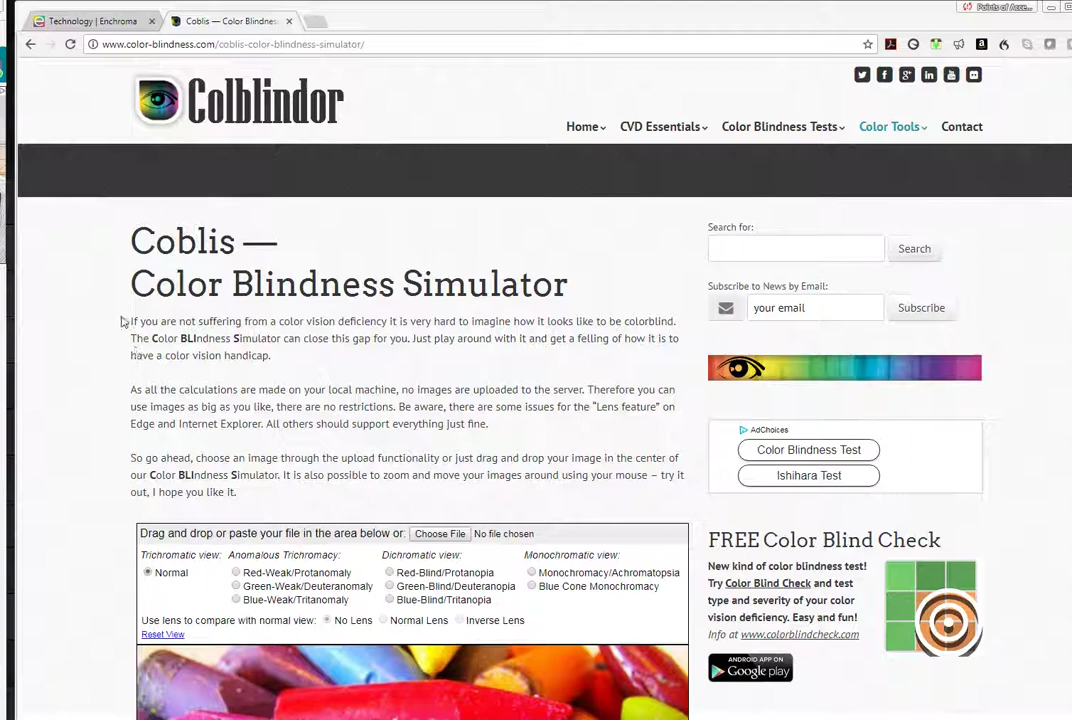 Technology | Enchroma
Coblis — Color Blindnes
www.color-blindness.com/coblis-color-blindness-simulator/
Colblindor
Home
CVD Essentials
Color Blindness Tests
Color Tools
Contact
Coblis —
Color Blindness Simulator
If you are not suffering from a color vision deficiency it is very hard to imagine how it looks like to be colorblind.
The Color BLIndness Simulator can close this gap for you. Just play around with it and get a felling of how it is to
have a color vision handicap.
As all the calculations are made on your local machine, no images are uploaded to the server. Therefore you can
use images as big as you like, there are no restrictions. Be aware, there are some issues for the "Lens feature" on
Edge and Internet Explorer. All others should support everything just fine.
So go ahead, choose an image through the upload functionality or just drag and drop your image in the center of
our Color BLIndness Simulator. It is also possible to zoom and move your images around using your mouse – try it
out, I hope you like it.
Drag and drop or paste your file in the area below or: Choose File No file chosen
Trichromatic view: Anomalous Trichromacy: Dichromatic view: Monochromatic view:
Normal Red-Weak/Protanomaly Red-Blind/Protanopia Monochromacy/Achromatopsia
Green-Weak/Deuteranomaly Green-Blind/Deuteranopia Blue Cone Monochromacy
Blue-Weak/Tritanomaly Blue-Blind/Tritanopia
Use lens to compare with normal view: No Lens Normal Lens Inverse Lens
Reset View
Search for:
Search
Subscribe to News by Email:
your email Subscribe
AdChoices
Color Blindness Test
Ishihara Test
FREE Color Blind Check
New kind of color blindness test!
Try Color Blind Check and test
type and severity of your color
vision deficiency. Easy and fun!
Info at www.colorblindcheck.com
ANDROID APP ON
Google play